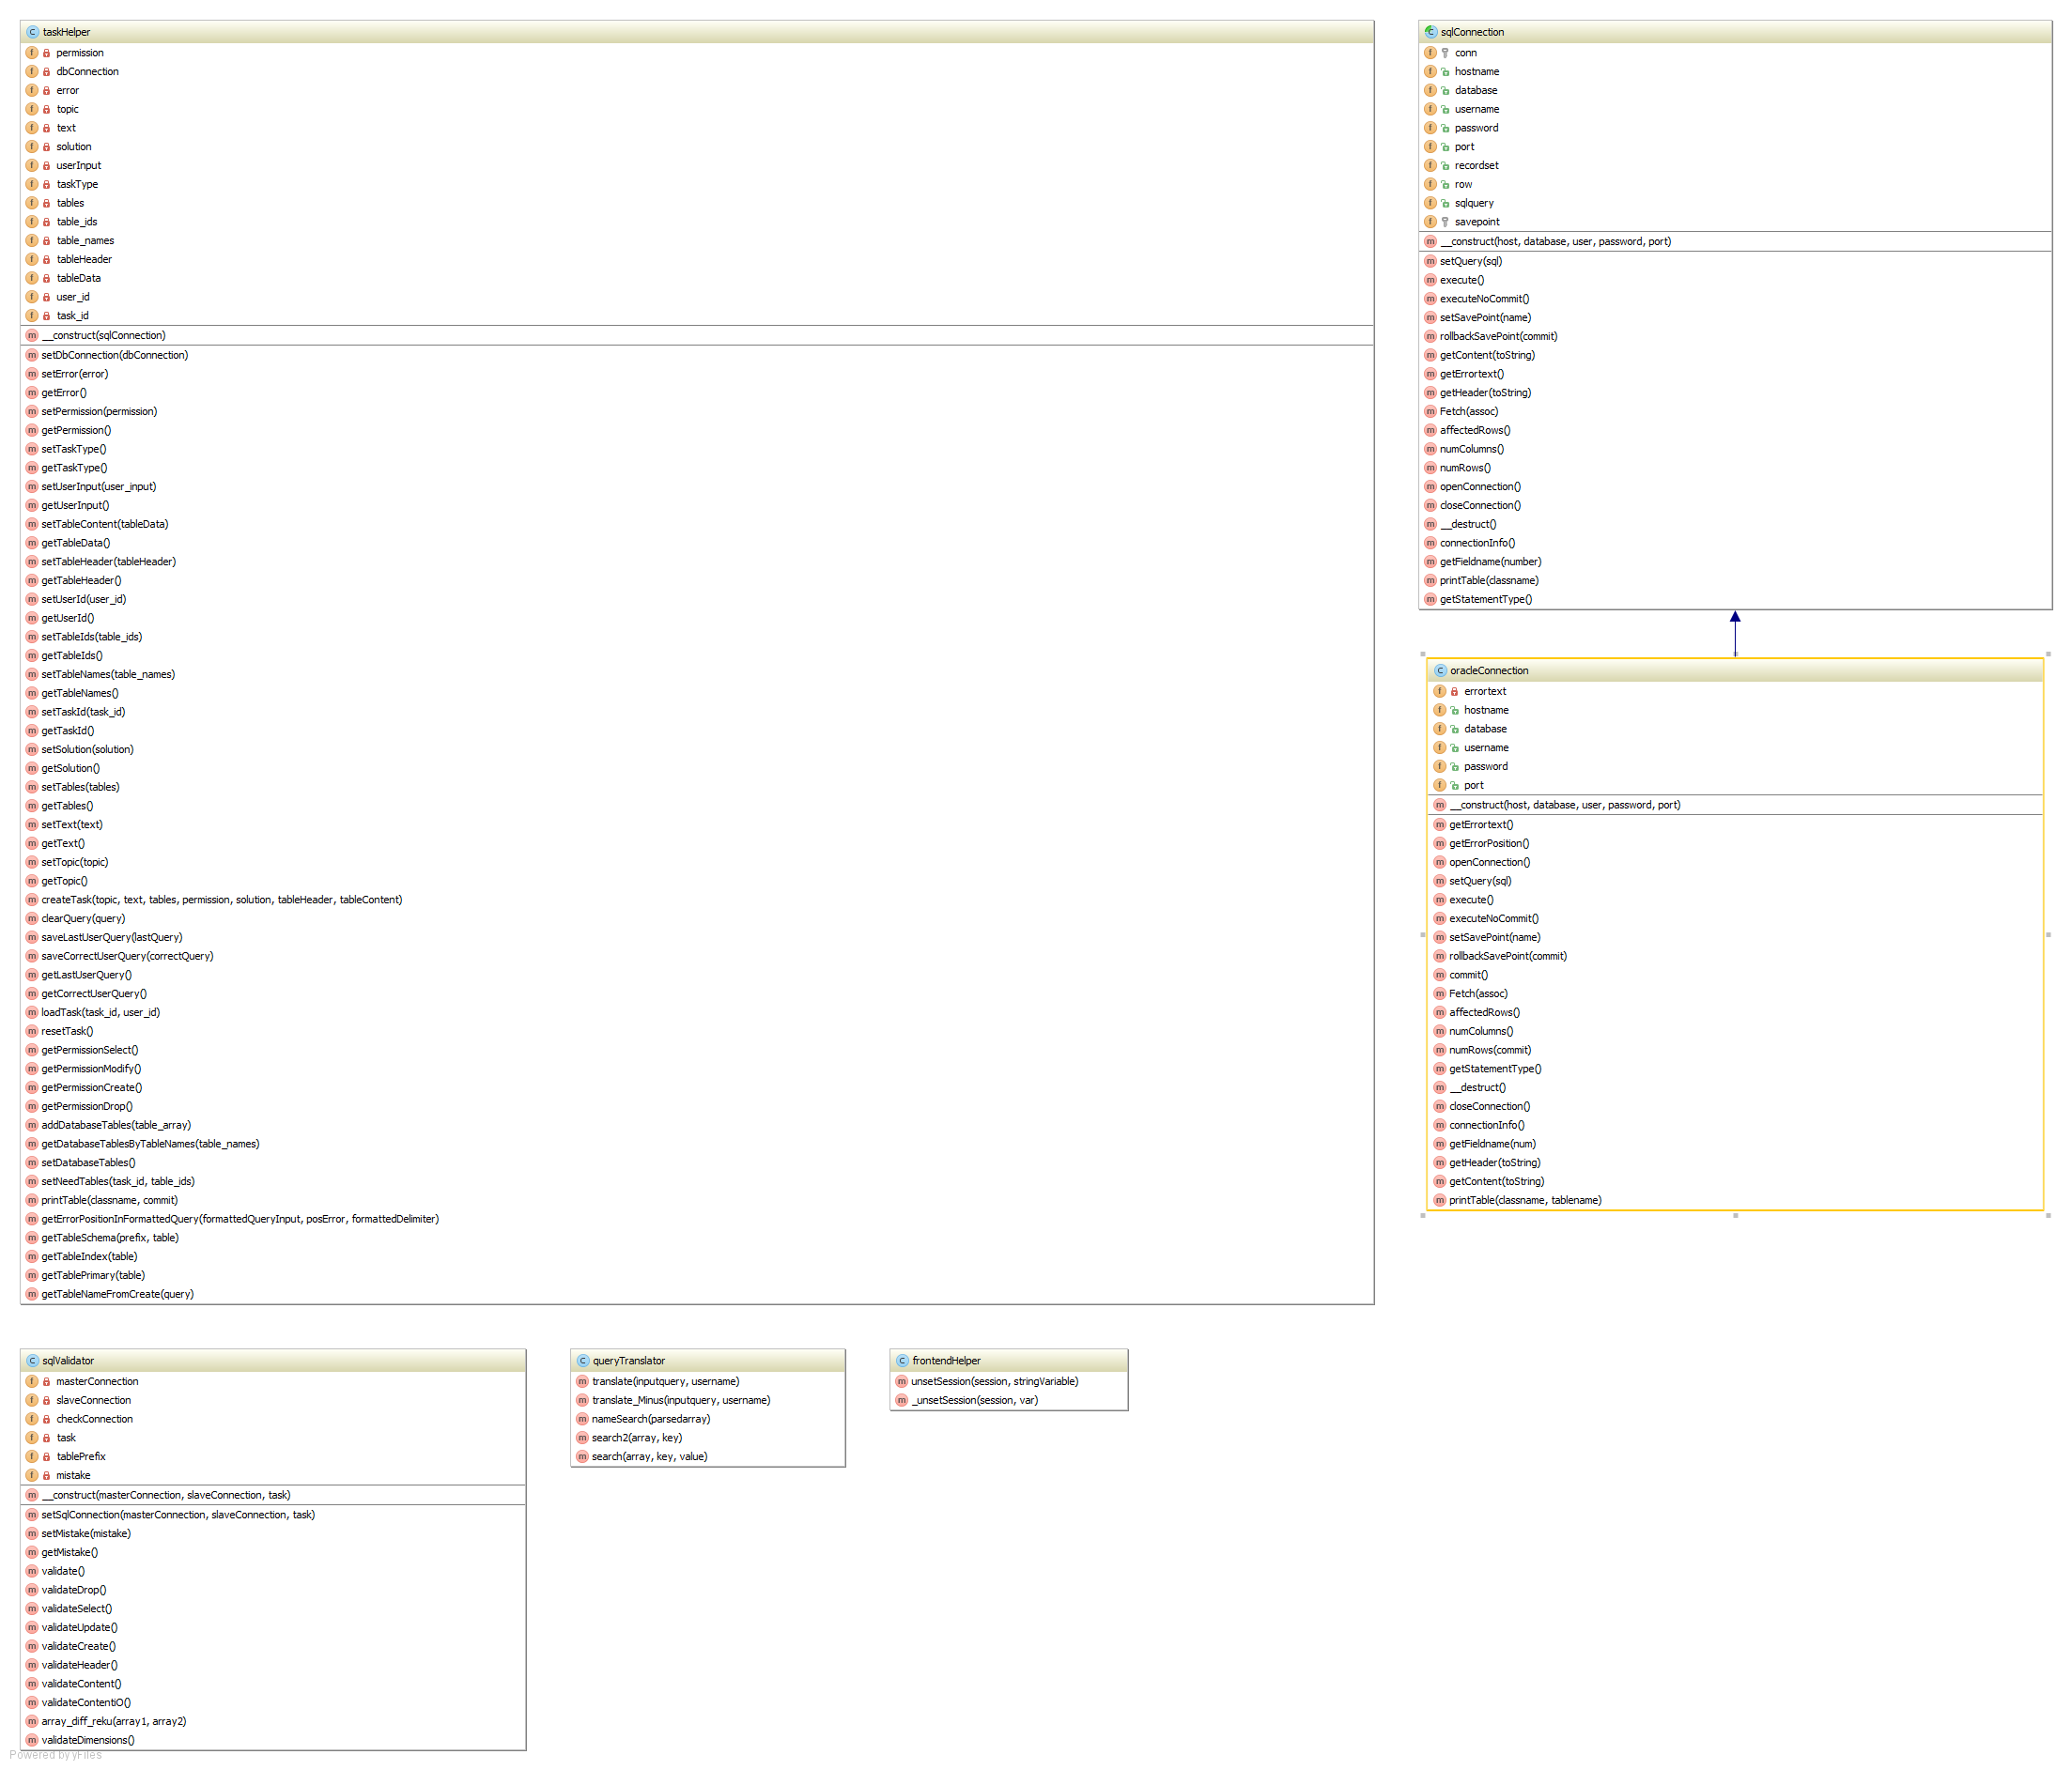 taskHelper
permission
dbConnection
error
topic
text
solution
userInput
taskType
tables
table_ids
table_names
tableHeader
tableData
user_id
task_id
__construct(sqlConnection)
setDbConnection(dbConnection)
setError(error)
getError()
setPermission(permission)
getPermission()
setTaskType()
getTaskType()
setUserInput(user_input)
getUserInput()
setTableContent(tableData)
getTableData()
setTableHeader(tableHeader)
getTableHeader()
setUserId(user_id)
getUserId()
setTableIds(table_ids)
getTableIds()
setTableNames(table_names)
getTableNames()
setTaskId(task_id)
getTaskId()
setSolution(solution)
getSolution()
setTables(tables)
getTables()
setText(text)
getText()
setTopic(topic)
getTopic()
createTask(topic, text, tables, permission, solution, tableHeader, tableContent)
clearQuery(query)
saveLastUserQuery(lastQuery)
saveCorrectUserQuery(correctQuery)
getLastUserQuery()
getCorrectUserQuery()
loadTask(task_id, user_id)
resetTask()
getPermissionSelect()
getPermissionModify()
getPermissionCreate()
getPermissionDrop()
addDatabaseTables(table_array)
getDatabaseTablesByTableNames(table_names)
setDatabaseTables()
setNeedTables(task_id, table_ids)
printTable(classname, commit)
getErrorPositionInFormattedQuery(formattedQueryInput, posError, formattedDelimiter)
getTableSchema(prefix, table)
getTableIndex(table)
getTablePrimary(table)
getTableNameFromCreate(query)
sqlConnection
conn
hostname
database
username
password
port
recordset
row
sqlquery
savepoint
__construct(host, database, user, password, port)
setQuery(sql)
execute()
executeNoCommit()
setSavePoint(name)
rollbackSavePoint(commit)
getContent(toString)
getErrortext()
getHeader(toString)
Fetch(assoc)
affectedRows()
numColumns()
numRows()
openConnection()
closeConnection()
__destruct()
connectionInfo()
getFieldname(number)
printTable(classname)
getStatementType()
oracleConnection
errortext
hostname
database
username
password
port
__construct(host, database, user, password, port)
getErrortext()
getErrorPosition()
openConnection()
setQuery(sql)
execute()
executeNoCommit()
setSavePoint(name)
rollbackSavePoint(commit)
commit()
Fetch(assoc)
affectedRows()
numColumns()
numRows(commit)
getStatementType()
__destruct()
closeConnection()
connectionInfo()
getFieldname(num)
getHeader(toString)
getContent(toString)
printTable(classname, tablename)
sqlValidator
masterConnection
slaveConnection
checkConnection
task
tablePrefix
mistake
__construct(masterConnection, slaveConnection, task)
setSqlConnection(masterConnection, slaveConnection, task)
setMistake(mistake)
getMistake()
validate()
validateDrop()
validateSelect()
validateUpdate()
validateCreate()
validateHeader()
validateContent()
validateContentiO()
array_diff_reku(array1, array2)
validateDimensions()
queryTranslator
translate(inputquery, username)
translate_Minus(inputquery, username)
nameSearch(parsedarray)
search2(array, key)
search(array, key, value)
frontendHelper
unsetSession(session, stringVariable)
_unsetSession(session, var)
Powered by yFiles